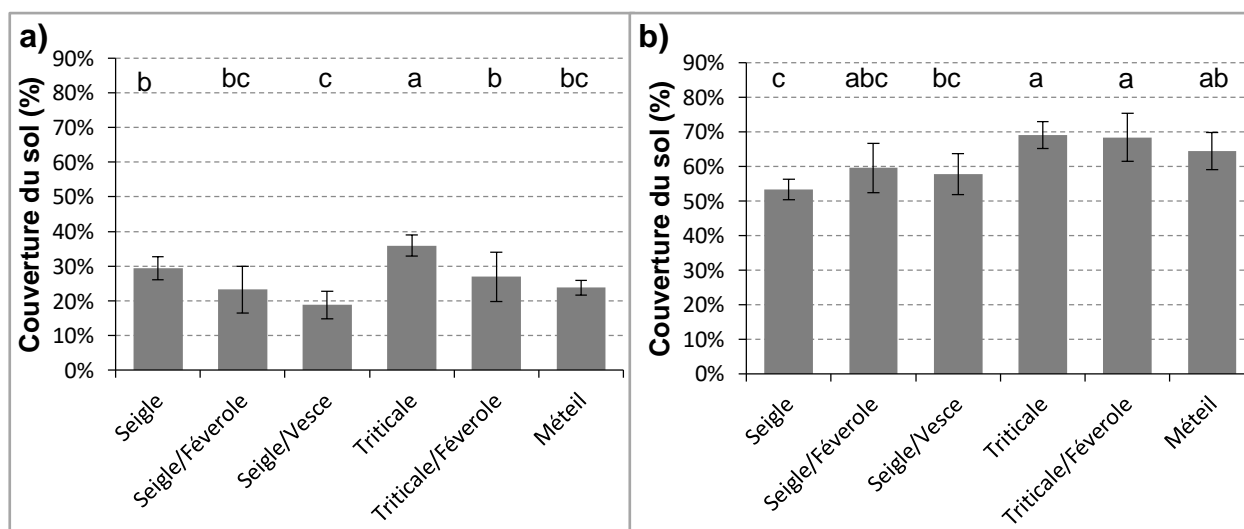 a)
Couverture du sol (%)
90%
80%
70%
60%
50%
40%
30%
20%
10%
0%
b bc c a b bc
Seigle
Seigle/Féverole
Seigle/Vesce
Triticale
Triticale/Féverole
Méteil
b)
Couverture du sol (%)
90%
80%
70%
60%
50%
40%
30%
20%
10%
0%
c abc bc a a ab
Seigle
Seigle/Féverole
Seigle/Vesce
Triticale
Triticale/Féverole
Méteil